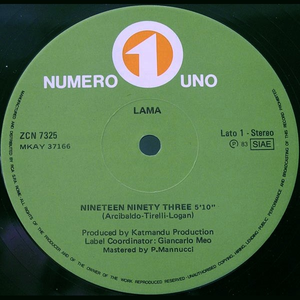 NUMERO 1 UNO
LAMA
ZCN 7325
MKAY 37166
Lato 1 - Stereo
℗ '83 SIAE
NINETEEN NINETY THREE 5'10"
(Arcibaldo-Tirelli-Logan)
Produced by Katmandu Production
Label Coordinator: Giancarlo Meo
Mastered by P.Mannucci